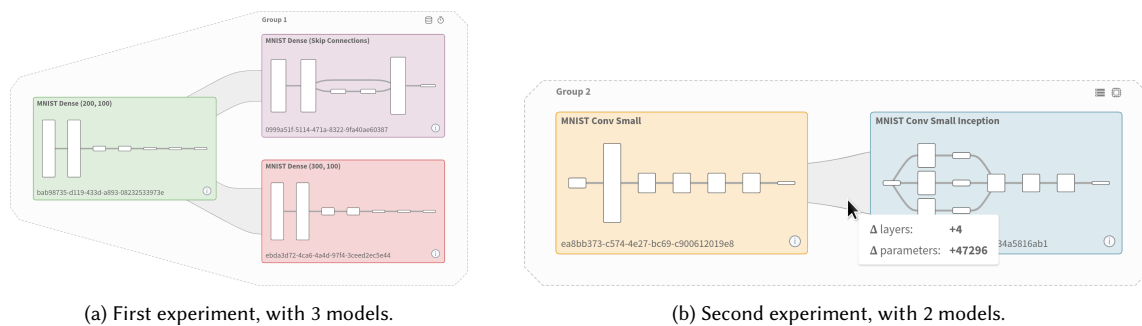 Group 1
MNIST Dense (Skip Connections)
0999a51f-5114-471a-8322-9fa40ae60387
MNIST Dense (200, 100)
bab98735-d119-433d-a893-08232533973e
MNIST Dense (300, 100)
ebda3d72-4ca6-4a4d-97f4-3ceed2ec5e44
(a) First experiment, with 3 models.
Group 2
MNIST Conv Small
ea8bb373-c574-4e27-bc69-c900612019e8
MNIST Conv Small Inception
Δ layers: +4
Δ parameters: +47296
34a5816ab1
(b) Second experiment, with 2 models.